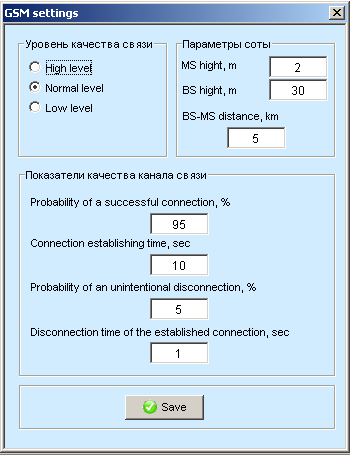 GSM settings
Уровень качества связи
High level
Normal level
Low level
Параметры соты
MS hight, m
2
BS hight, m
30
BS-MS distance, km
5
Показатели качества канала связи
Probability of a successful connection, %
95
Connection establishing time, sec
10
Probability of an unintentional disconnection, %
5
Disconnection time of the established connection, sec
1
Save